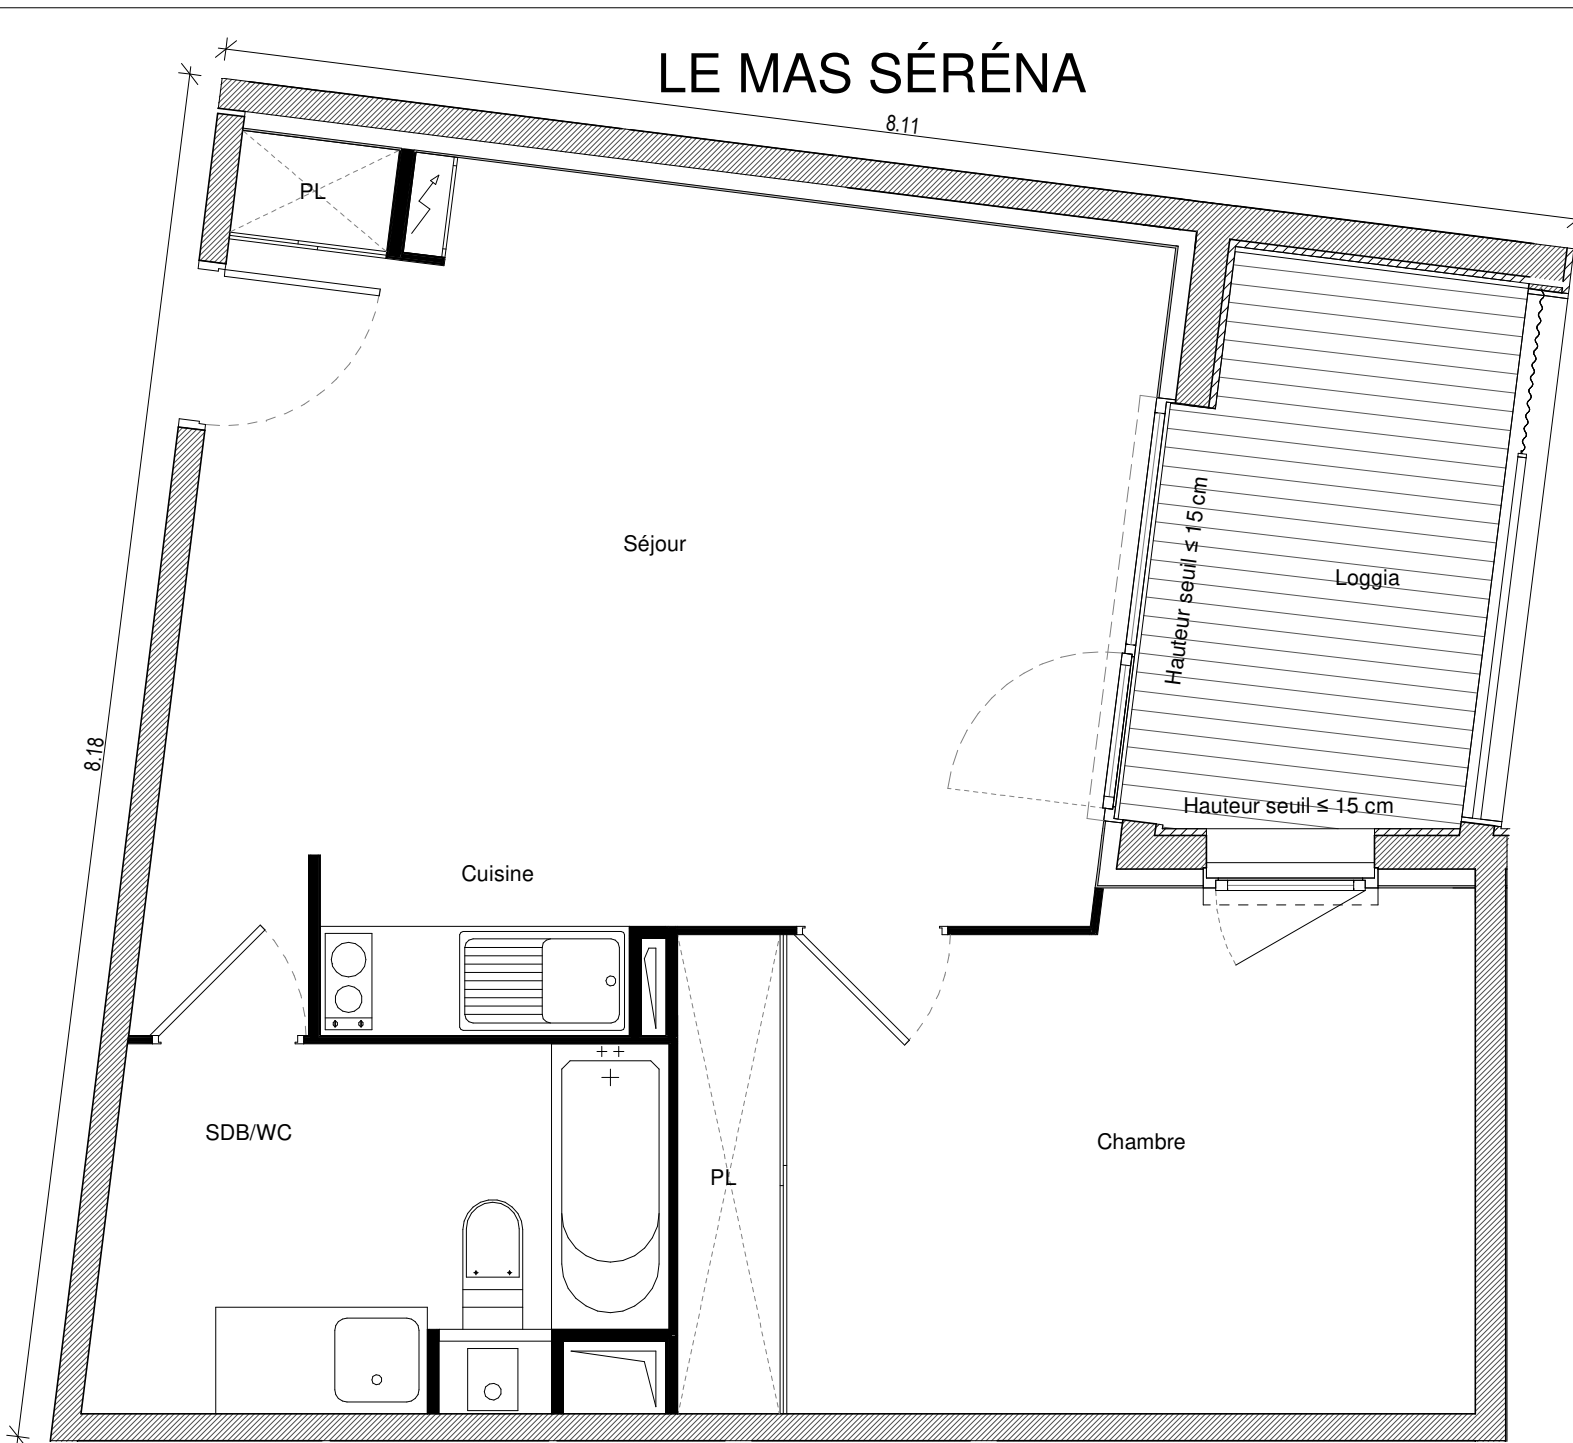 LE MAS SÉRÉNA
8.11
PL
Hauteur seuil ≤ 15 cm
Séjour
Loggia
8.18
Hauteur seuil ≤ 15 cm
Cuisine
SDB/WC
Chambre
PL